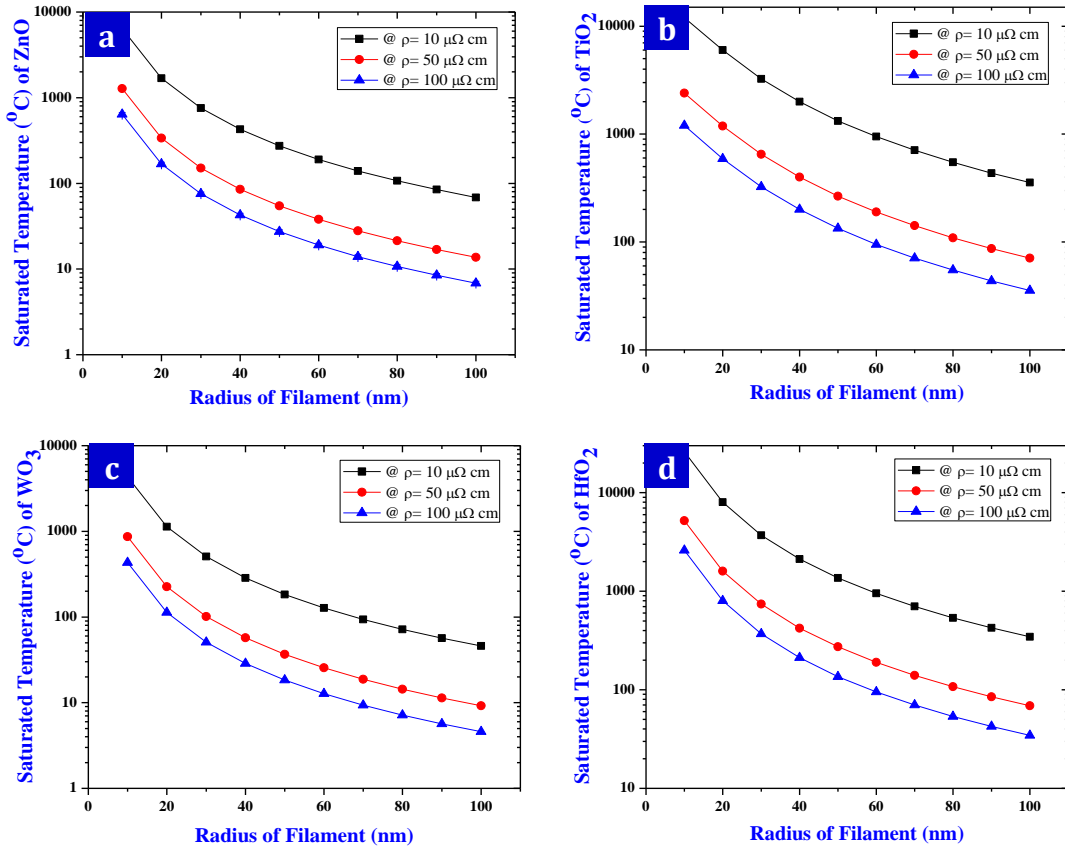 a
@ ρ= 10 μΩ cm
@ ρ= 50 μΩ cm
@ ρ= 100 μΩ cm
Saturated Temperature (⁰C) of ZnO
10000
1000
100
10
1
0 20 40 60 80 100
Radius of Filament (nm)
b
@ ρ= 10 μΩ cm
@ ρ= 50 μΩ cm
@ ρ= 100 μΩ cm
Saturated Temperature (⁰C) of TiO₂
10000
1000
100
10
0 10 20 30 40 50 60 70 80 90 100
Radius of Filament (nm)
c
@ ρ= 10 μΩ cm
@ ρ= 50 μΩ cm
@ ρ= 100 μΩ cm
Saturated Temperature (⁰C) of WO₃
10000
1000
100
10
1
0 20 40 60 80 100
Radius of Filament (nm)
d
@ ρ= 10 μΩ cm
@ ρ= 50 μΩ cm
@ ρ= 100 μΩ cm
Saturated Temperature (⁰C) of HfO₂
10000
1000
100
10
0 20 40 60 80 100
Radius of Filament (nm)